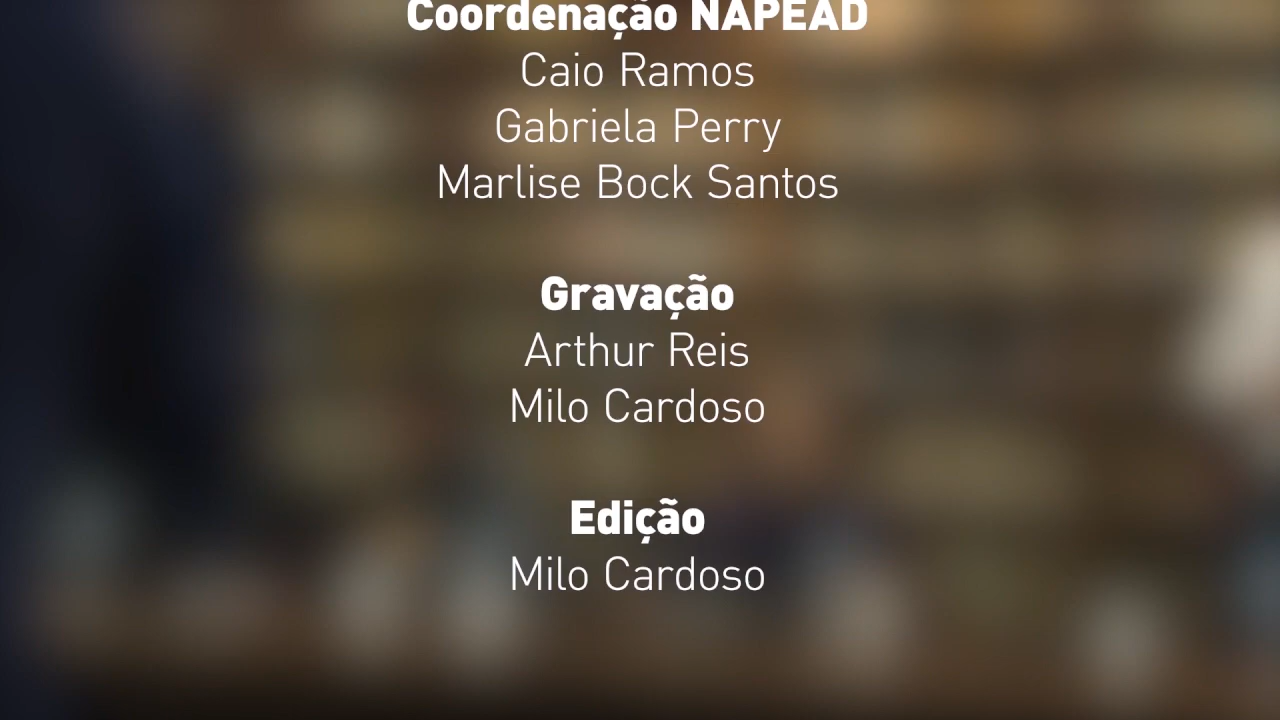 Coordenação NAPEAD
Caio Ramos
Gabriela Perry
Marlise Bock Santos
Gravação
Arthur Reis
Milo Cardoso
Edição
Milo Cardoso